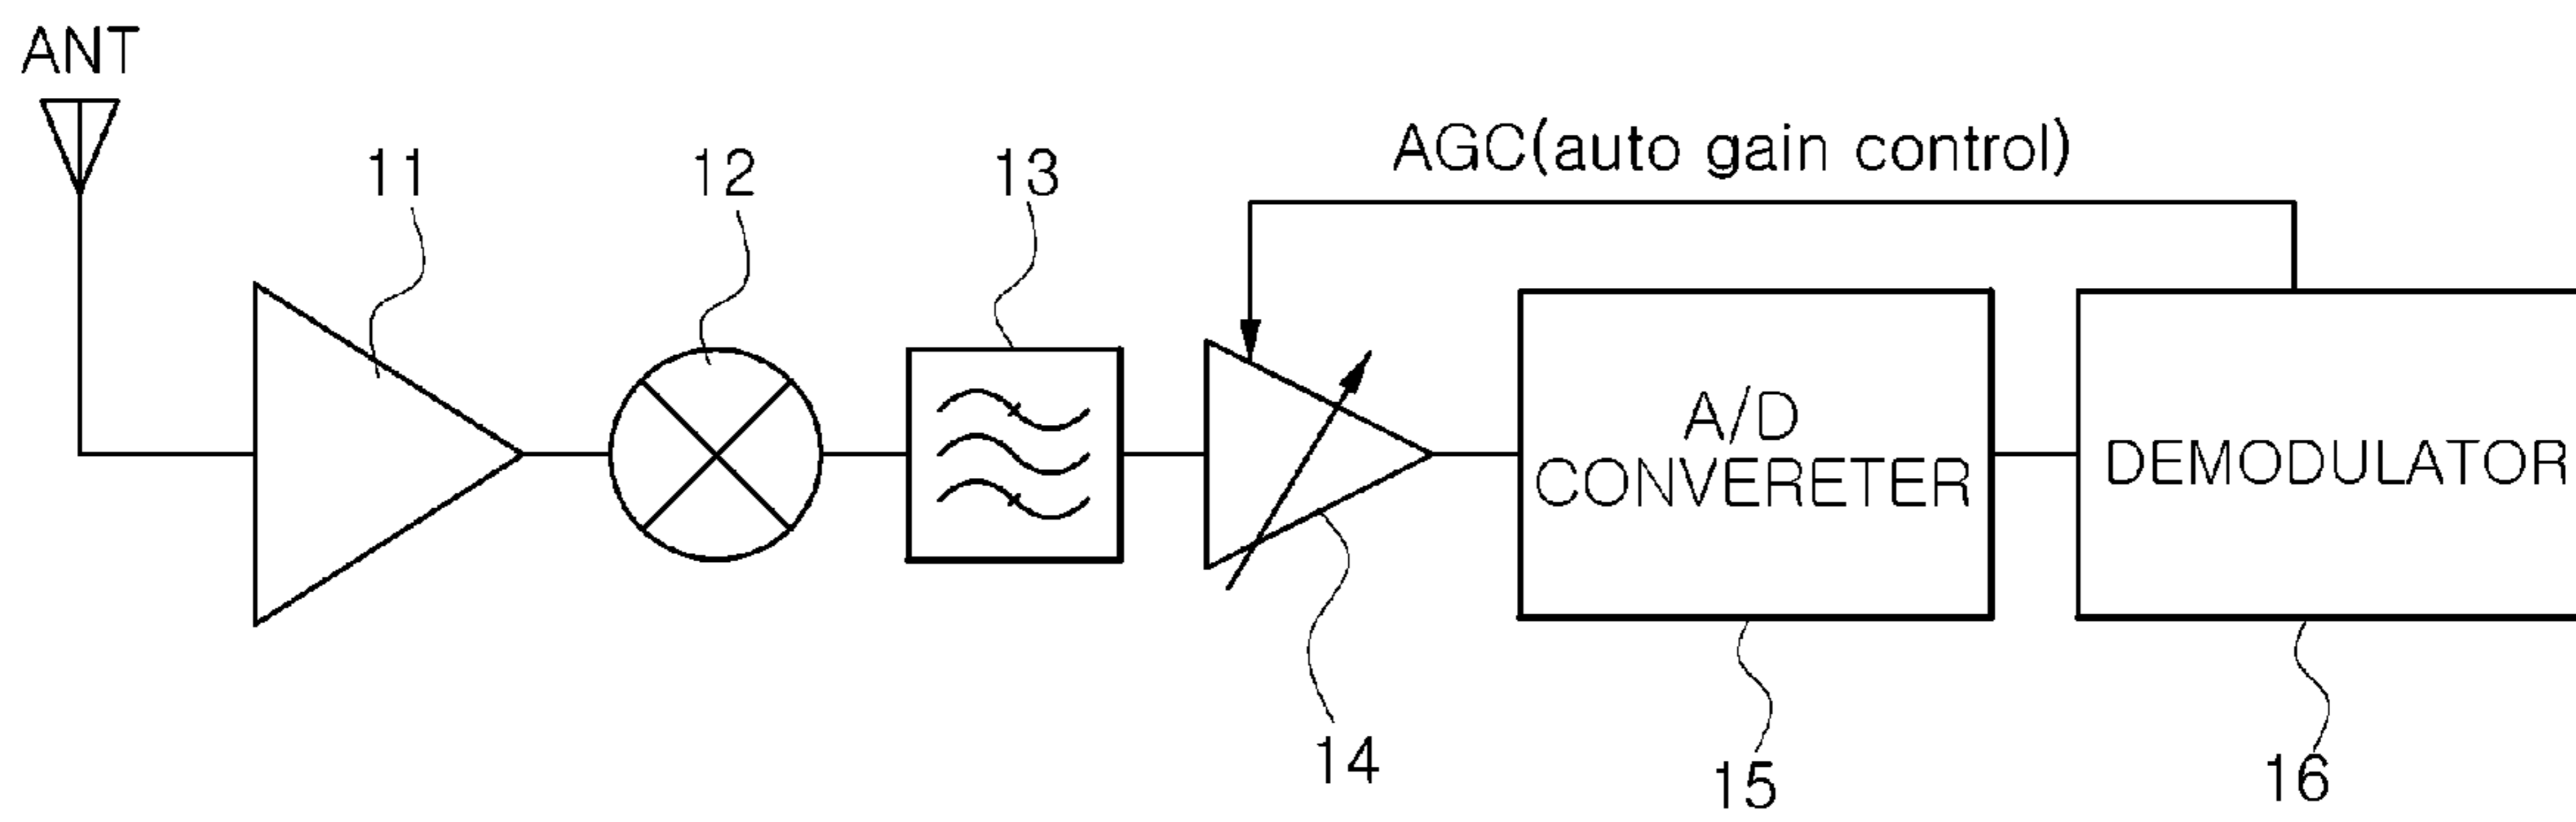 ANT
11
12
13
AGC(auto gain control)
A/D
CONVERETER
DEMODULATOR
14
15
16